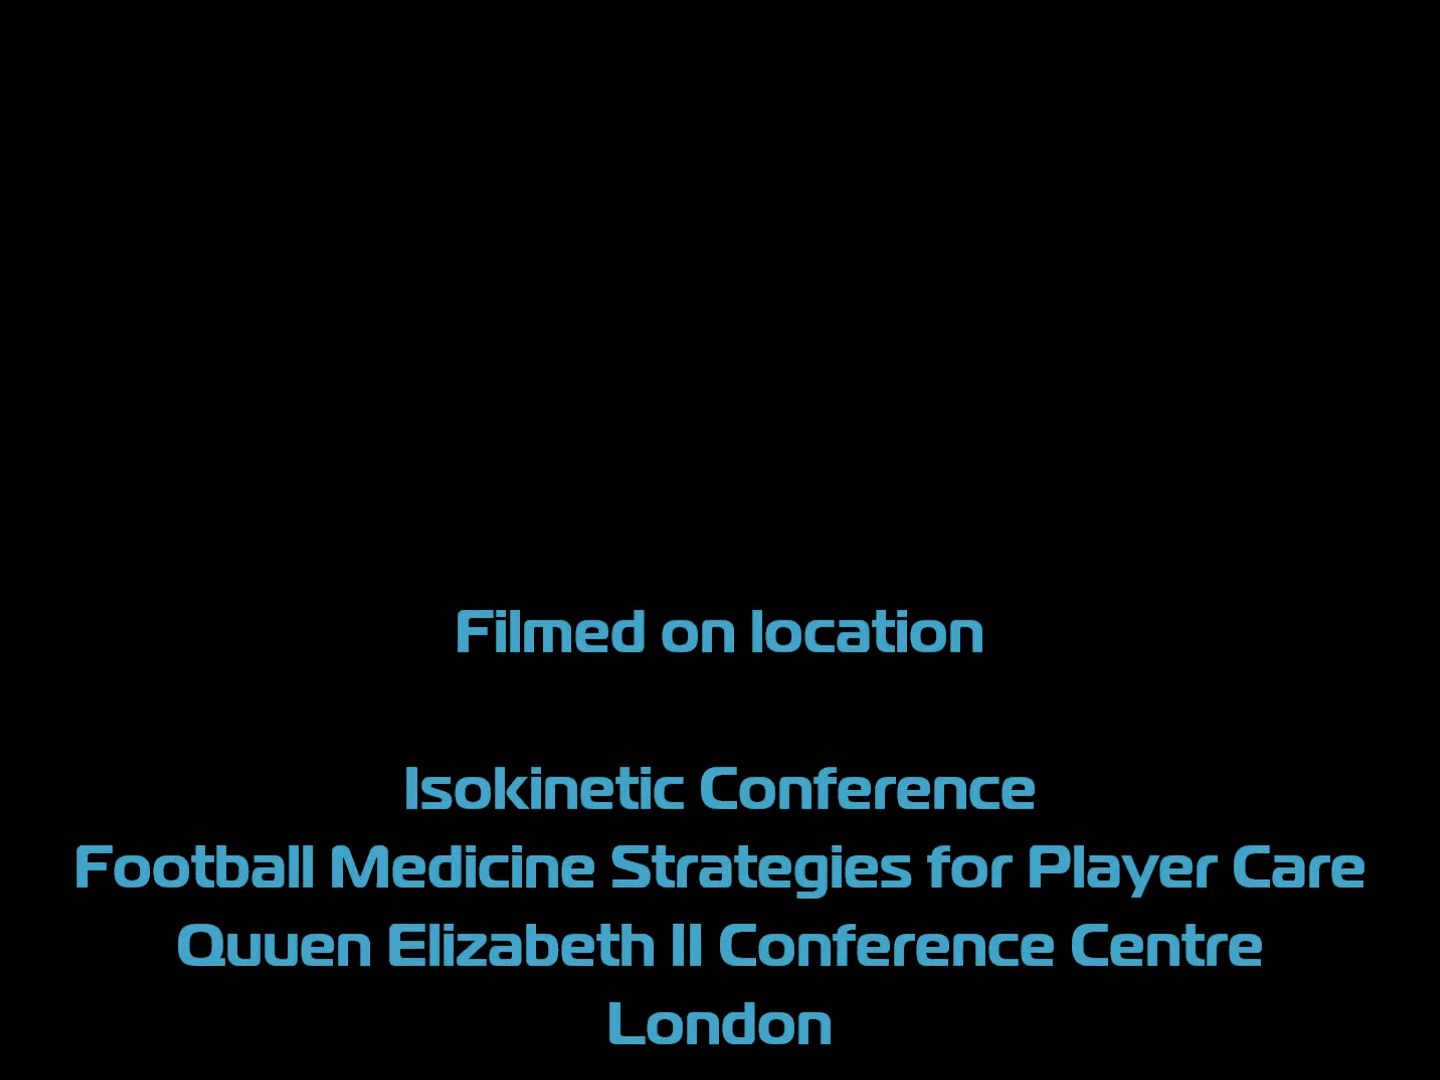 Filmed on location
Isokinetic Conference
Football Medicine Strategies for Player Care
Quuen Elizabeth II Conference Centre
London